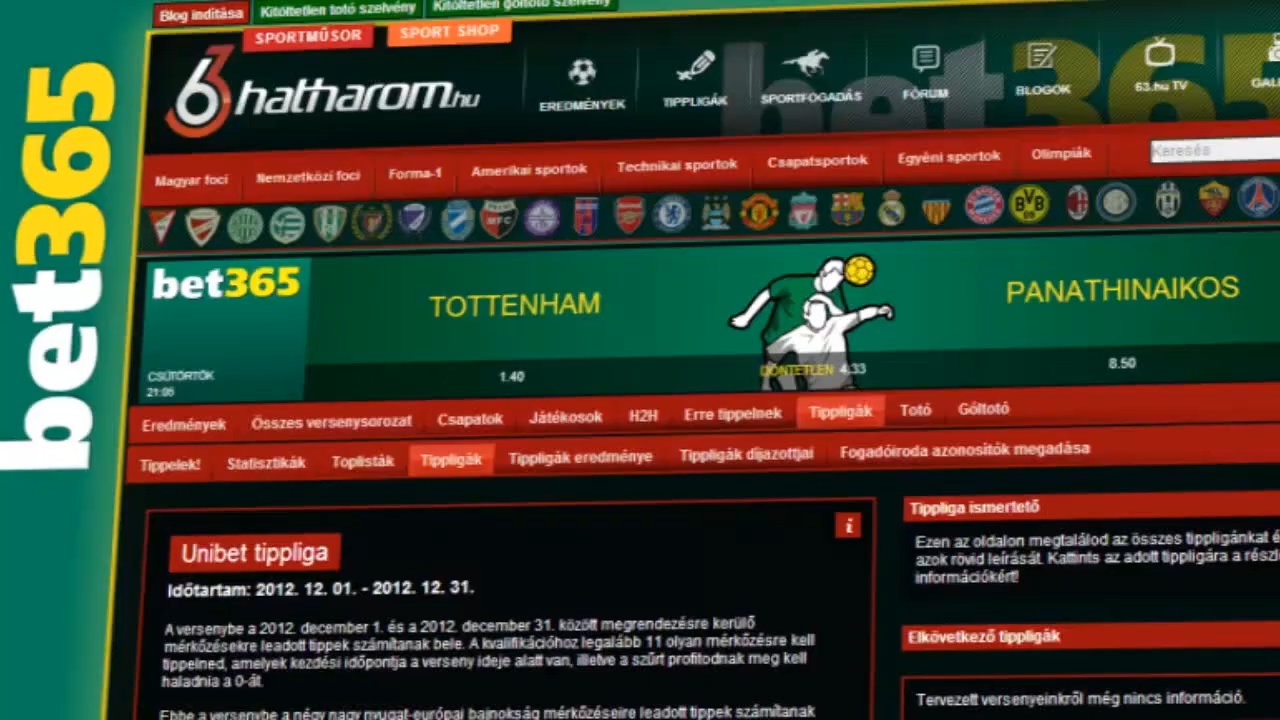 Blog indítása
Kitöltetlen totó szelvény
Kitöltetlen góltotó szelvény
SPORTMŰSOR
SPORT SHOP
63
hatharom.hu
EREDMÉNYEK
TIPPLIGÁK
SPORTFOGADÁS
FÓRUM
BLOGOK
63.hu TV
bet365
Magyar foci
Nemzetközi foci
Forma-1
Amerikai sportok
Technikai sportok
Csapatsportok
Egyéni sportok
Olimpiák
Keresés
bet365
bet365
TOTTENHAM
PANATHINAIKOS
CSÜTÖRTÖK
21:05
1.40
DÖNTETLEN 4.33
8.50
Eredmények
Összes versenysorozat
Csapatok
Játékosok
H2H
Erre tippelnek
Tippligák
Totó
Góltotó
Tippelek!
Statisztikák
Toplisták
Tippligák
Tippligák eredménye
Tippligák díjazottjai
Fogadóiroda azonosítók megadása
Unibet tippliga
i
Időtartam: 2012. 12. 01. - 2012. 12. 31.
A versenybe a 2012. december 1. és a 2012. december 31. között megrendezésre kerülő
mérkőzésekre leadott tippek számítanak bele. A kvalifikációhoz legalább 11 olyan mérkőzésre kell
tippelned, amelyek kezdési időpontja a verseny ideje alatt van, illetve a szűrt profitodnak meg kell
haladnia a 0-át.
Ebbe a versenybe a négy nagy nyugat-európai bajnokság mérkőzéseire leadott tippek számítanak
Tippliga ismertető
Ezen az oldalon megtalálod az összes tippligánkat
azok rövid leírását. Kattints az adott tippligára a
információkért!
Elkövetkező tippligák
Tervezett versenyeinkről még nincs információ.